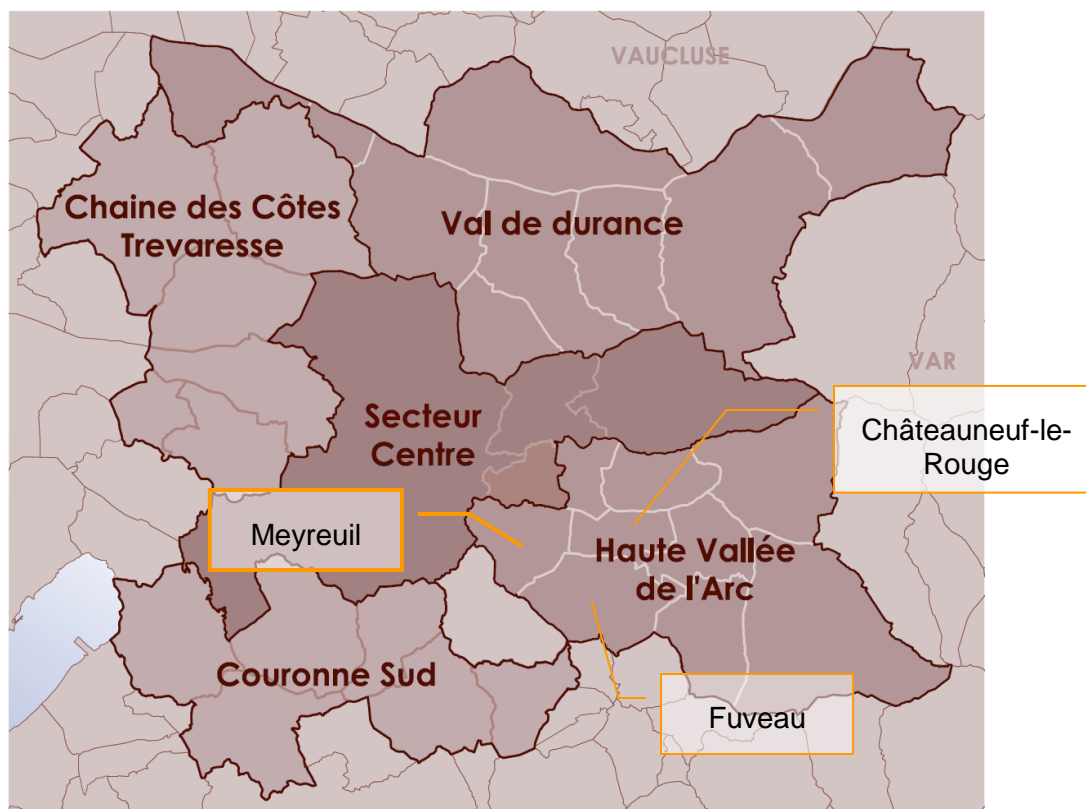 VAUCLUSE
Chaine des Côtes
Trevaresse
Val de durance
VAR
Secteur
Centre
Châteauneuf-le-
Rouge
Meyreuil
Haute Vallée
de l'Arc
Couronne Sud
Fuveau